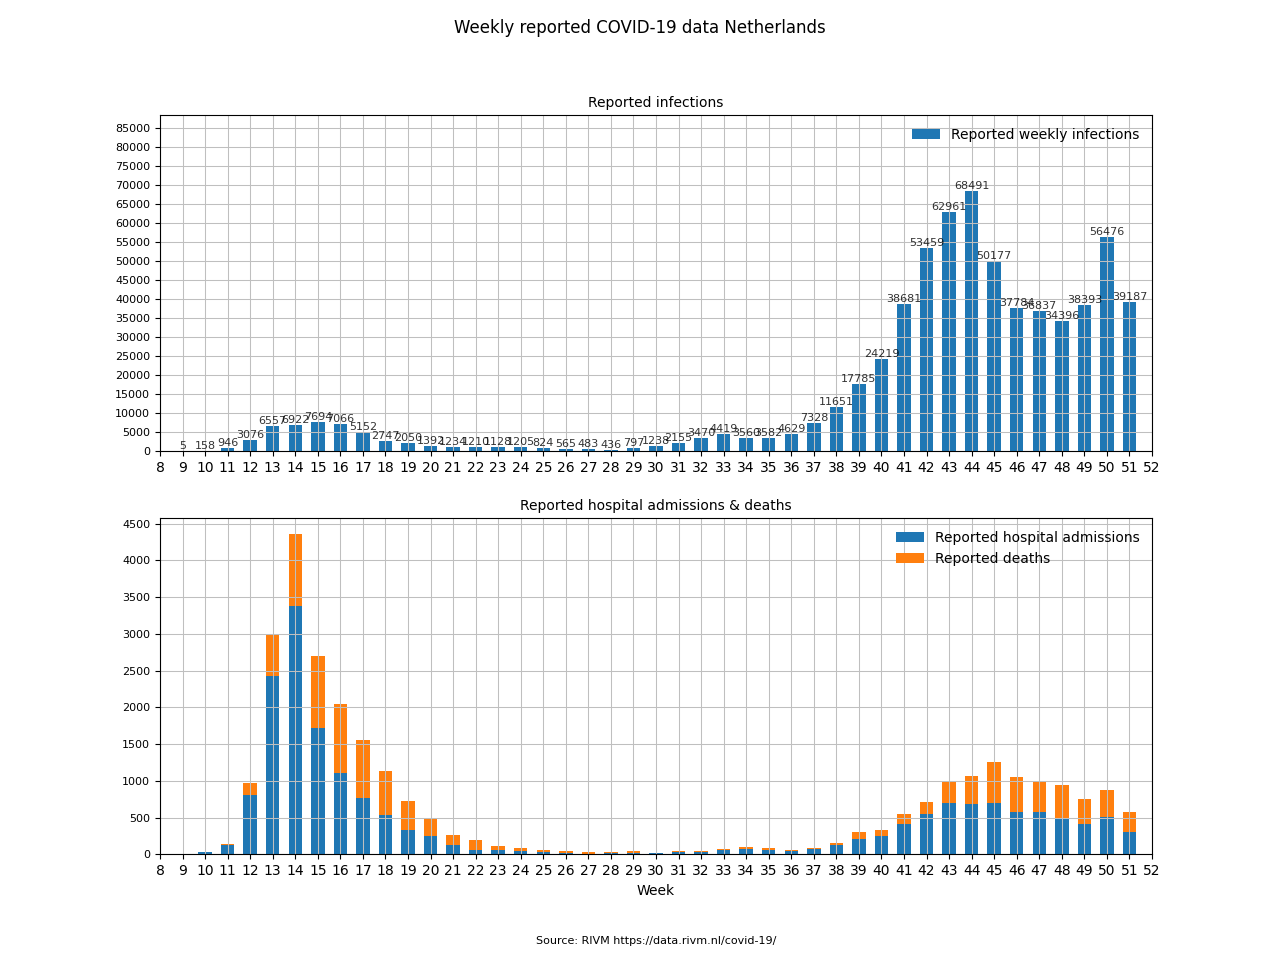 Weekly reported COVID-19 data Netherlands
Reported infections
Reported weekly infections
85000
80000
75000
70000
65000
60000
55000
50000
45000
40000
35000
30000
25000
20000
15000
10000
5000
0
5 158 946 3076 6557 6922 7694 7066 5152 2747 2050 1392 1234 1210 1128 1205 824 565 483 436 797 1238 2155 3470 4419 3560 3582 4629 7328 11651 17785 24219 38681 53459 62961 68491 50177 37784 36837 34396 38393 56476 39187
8 9 10 11 12 13 14 15 16 17 18 19 20 21 22 23 24 25 26 27 28 29 30 31 32 33 34 35 36 37 38 39 40 41 42 43 44 45 46 47 48 49 50 51 52
Reported hospital admissions & deaths
Reported hospital admissions
Reported deaths
4500
4000
3500
3000
2500
2000
1500
1000
500
0
8 9 10 11 12 13 14 15 16 17 18 19 20 21 22 23 24 25 26 27 28 29 30 31 32 33 34 35 36 37 38 39 40 41 42 43 44 45 46 47 48 49 50 51 52
Week
Source: RIVM https://data.rivm.nl/covid-19/